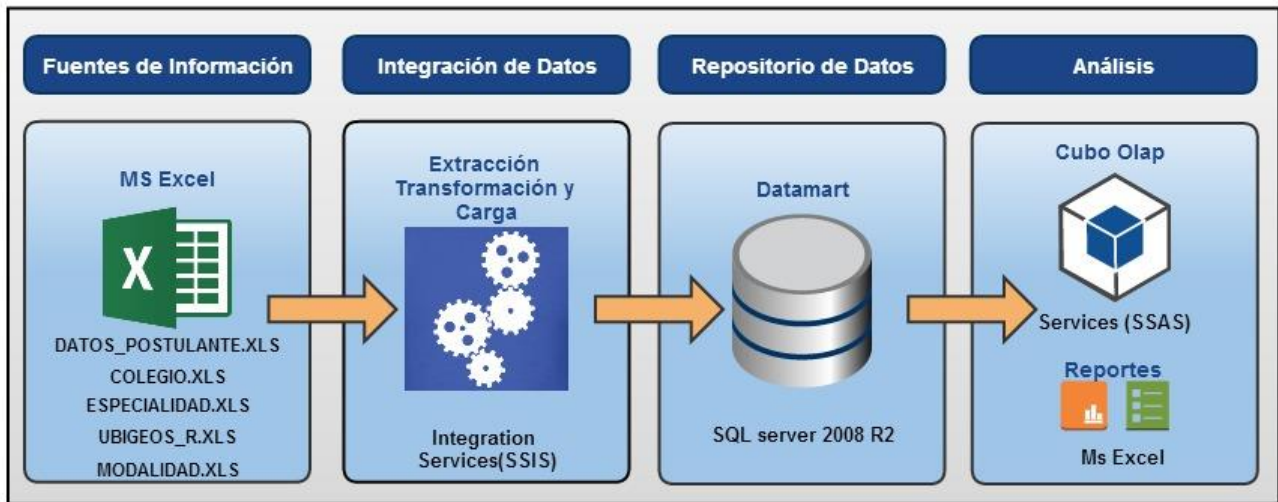 Fuentes de Información
Integración de Datos
Repositorio de Datos
Análisis
MS Excel
X
DATOS_POSTULANTE.XLS
COLEGIO.XLS
ESPECIALIDAD.XLS
UBIGEOS_R.XLS
MODALIDAD.XLS
Extracción
Transformación y
Carga
Integration
Services(SSIS)
Datamart
SQL server 2008 R2
Cubo Olap
Services (SSAS)
Reportes
Ms Excel